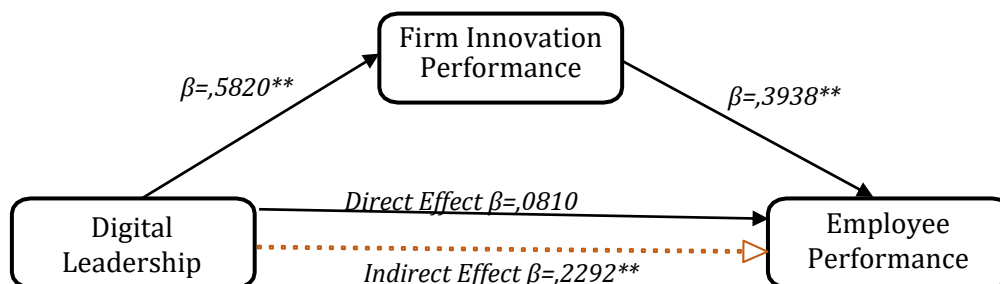 Firm Innovation
Performance
β=,5820**
β=,3938**
Direct Effect β=,0810
Digital
Leadership
Employee
Performance
Indirect Effect β=,2292**